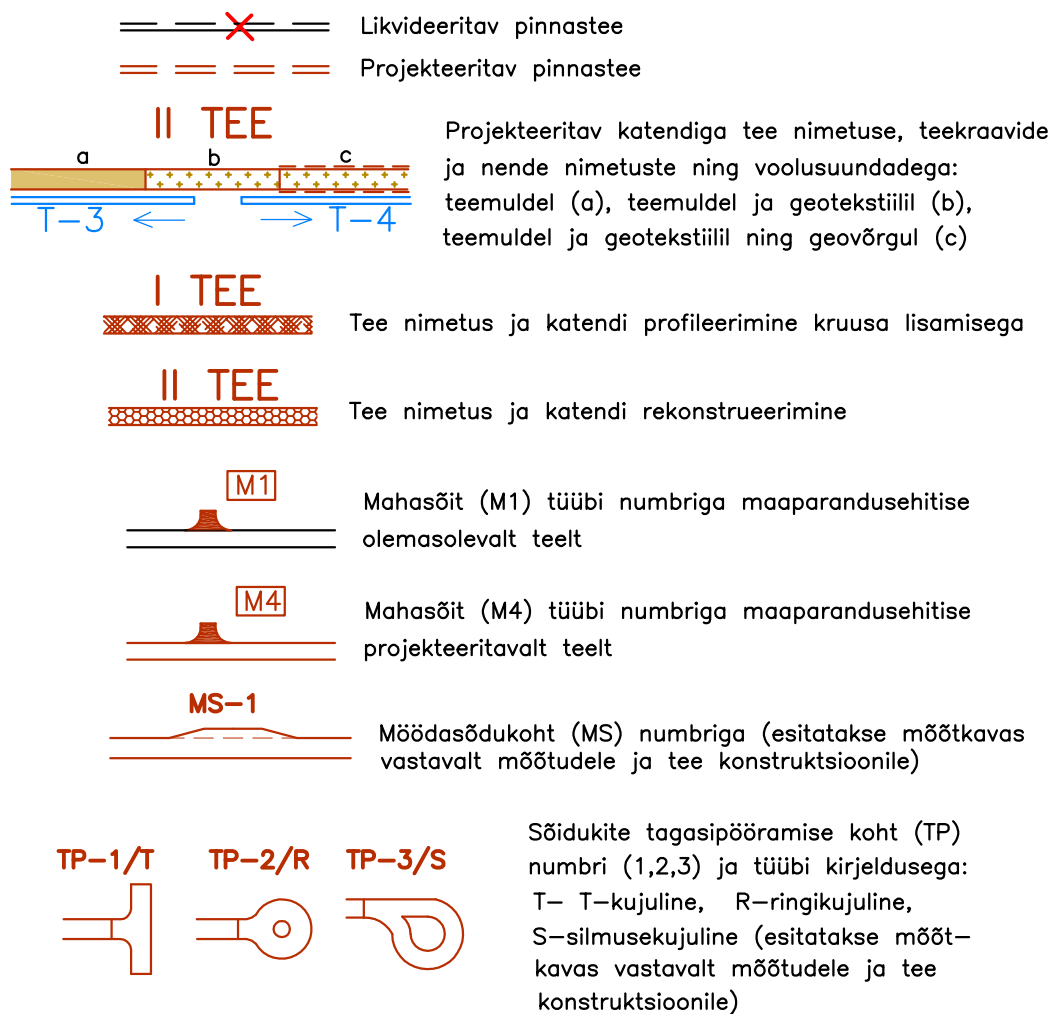 Likvideeritav pinnastee
Projekteeritav pinnastee
II TEE
a b c
T-3 T-4
Projekteeritav katendiga tee nimetuse, teekraavide
ja nende nimetuste ning voolusuundadega:
teemuldel (a), teemuldel ja geotekstiilil (b),
teemuldel ja geotekstiilil ning geovõrgul (c)
I TEE
Tee nimetus ja katendi profileerimine kruusa lisamisega
II TEE
Tee nimetus ja katendi rekonstrueerimine
M1
Mahasõit (M1) tüübi numbriga maaparandusehitise
olemasolevalt teelt
M4
Mahasõit (M4) tüübi numbriga maaparandusehitise
projekteeritavalt teelt
MS-1
Möödasõdukoht (MS) numbriga (esitatakse mõõtkavas
vastavalt mõõtudele ja tee konstruktsioonile)
TP-1/T TP-2/R TP-3/S
Sõidukite tagasipööramise koht (TP)
numbri (1,2,3) ja tüübi kirjeldusega:
T- T-kujuline, R-ringikujuline,
S-silmusekujuline (esitatakse mõõt-
kavas vastavalt mõõtudele ja tee
konstruktsioonile)